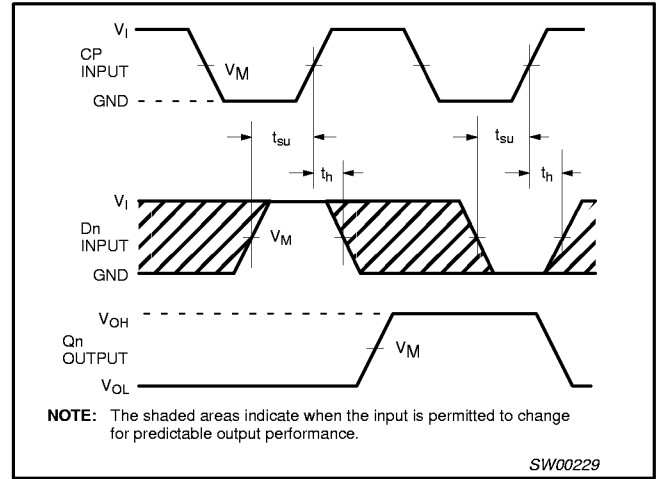 VI
CP
INPUT
VM
GND
tsu
tsu
th
th
VI
Dn
INPUT
VM
GND
VOH
Qn
OUTPUT
VM
VOL
NOTE: The shaded areas indicate when the input is permitted to change
for predictable output performance.
SW00229